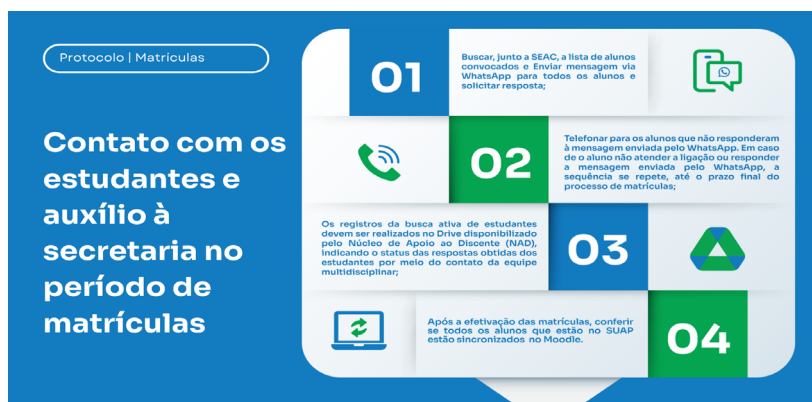 Protocolo | Matrículas
Contato com os
estudantes e
auxílio à
secretaria no
período de
matrículas
01
Buscar, junto a SEAC, a lista de alunos
convocados e Enviar mensagem via
WhatsApp para todos os alunos e
solicitar resposta;
02
Telefonar para os alunos que não responderam
à mensagem enviada pelo WhatsApp. Em caso
de o aluno não atender a ligação ou responder
a mensagem enviada pelo WhatsApp, a
sequência se repete, até o prazo final do
processo de matrículas;
Os registros da busca ativa de estudantes
devem ser realizados no Drive disponibilizado
pelo Núcleo de Apoio ao Discente (NAD),
indicando o status das respostas obtidas dos
estudantes por meio do contato da equipe
multidisciplinar;
03
Após a efetivação das matrículas, conferir
se todos os alunos que estão no SUAP
estão sincronizados no Moodle.
04